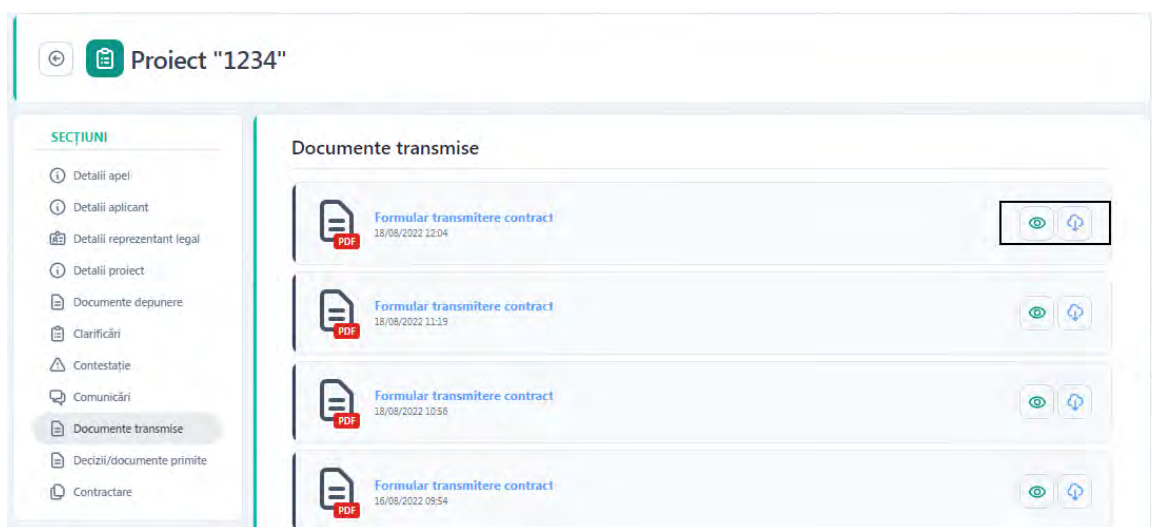 Proiect "1234"
SECȚIUNI
Detalii apel
Detalii aplicant
Detalii reprezentant legal
Detalii proiect
Documente depunere
Clarificări
Contestație
Comunicări
Documente transmise
Decizii/documente primite
Contractare
Documente transmise
PDF
Formular transmitere contract
18/08/2022 12:04
PDF
Formular transmitere contract
18/08/2022 11:19
PDF
Formular transmitere contract
18/08/2022 10:56
PDF
Formular transmitere contract
16/08/2022 09:54